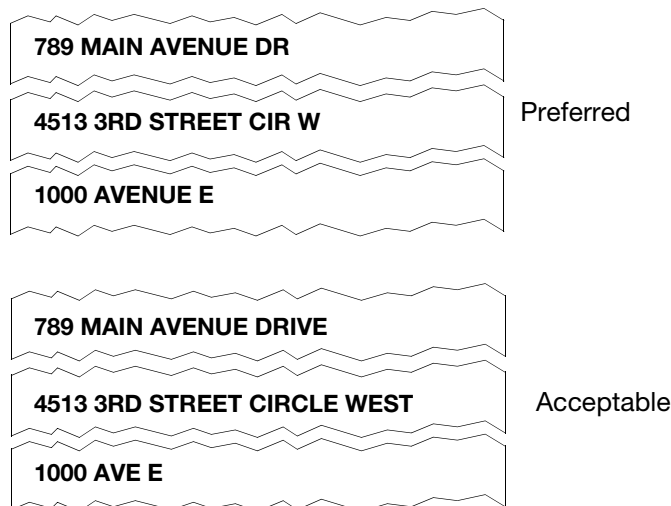 789 MAIN AVENUE DR
4513 3RD STREET CIR W
Preferred
1000 AVENUE E
789 MAIN AVENUE DRIVE
4513 3RD STREET CIRCLE WEST
Acceptable
1000 AVE E